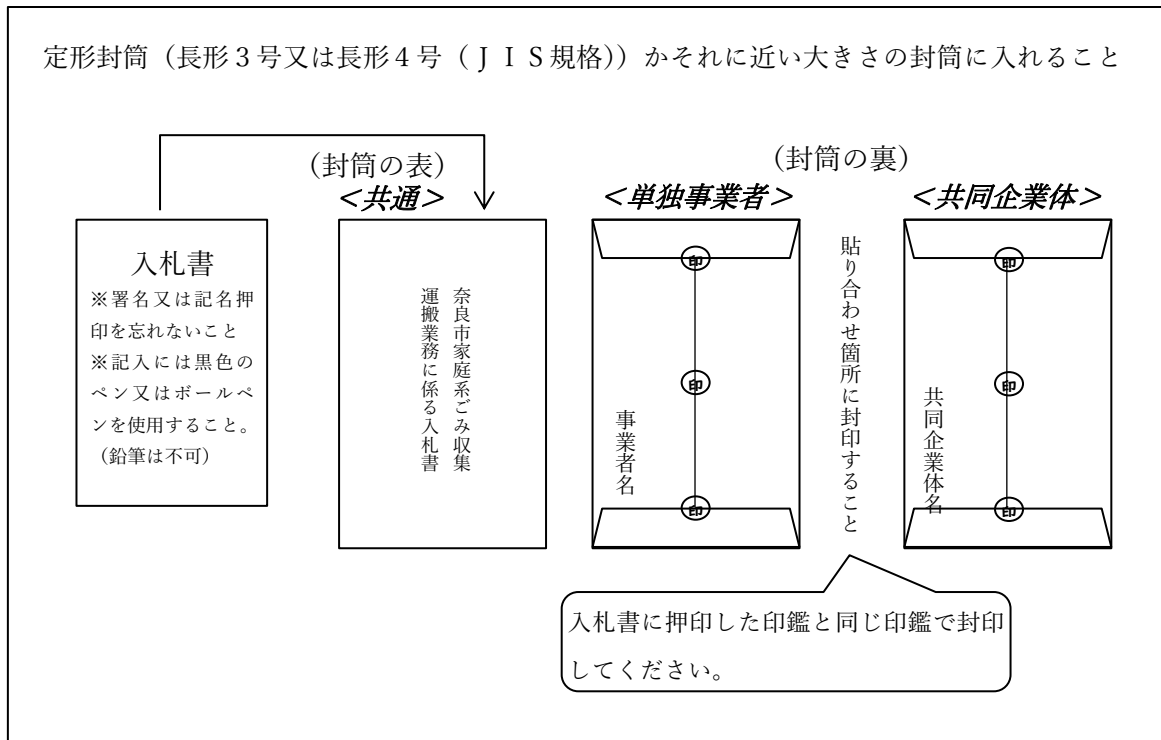 定形封筒（長形３号又は長形４号（ＪＩＳ規格））かそれに近い大きさの封筒に入れること
（封筒の表）
＜共通＞
（封筒の裏）
＜単独事業者＞
＜共同企業体＞
入札書
※署名又は記名押
印を忘れないこと
※記入には黒色の
ペン又はボールペ
ンを使用すること。
（鉛筆は不可）
奈良市家庭系ごみ収集
運搬業務に係る入札書
印
印
印
事業者名
貼り合わせ箇所に封印すること
印
印
印
共同企業体名
入札書に押印した印鑑と同じ印鑑で封印
してください。